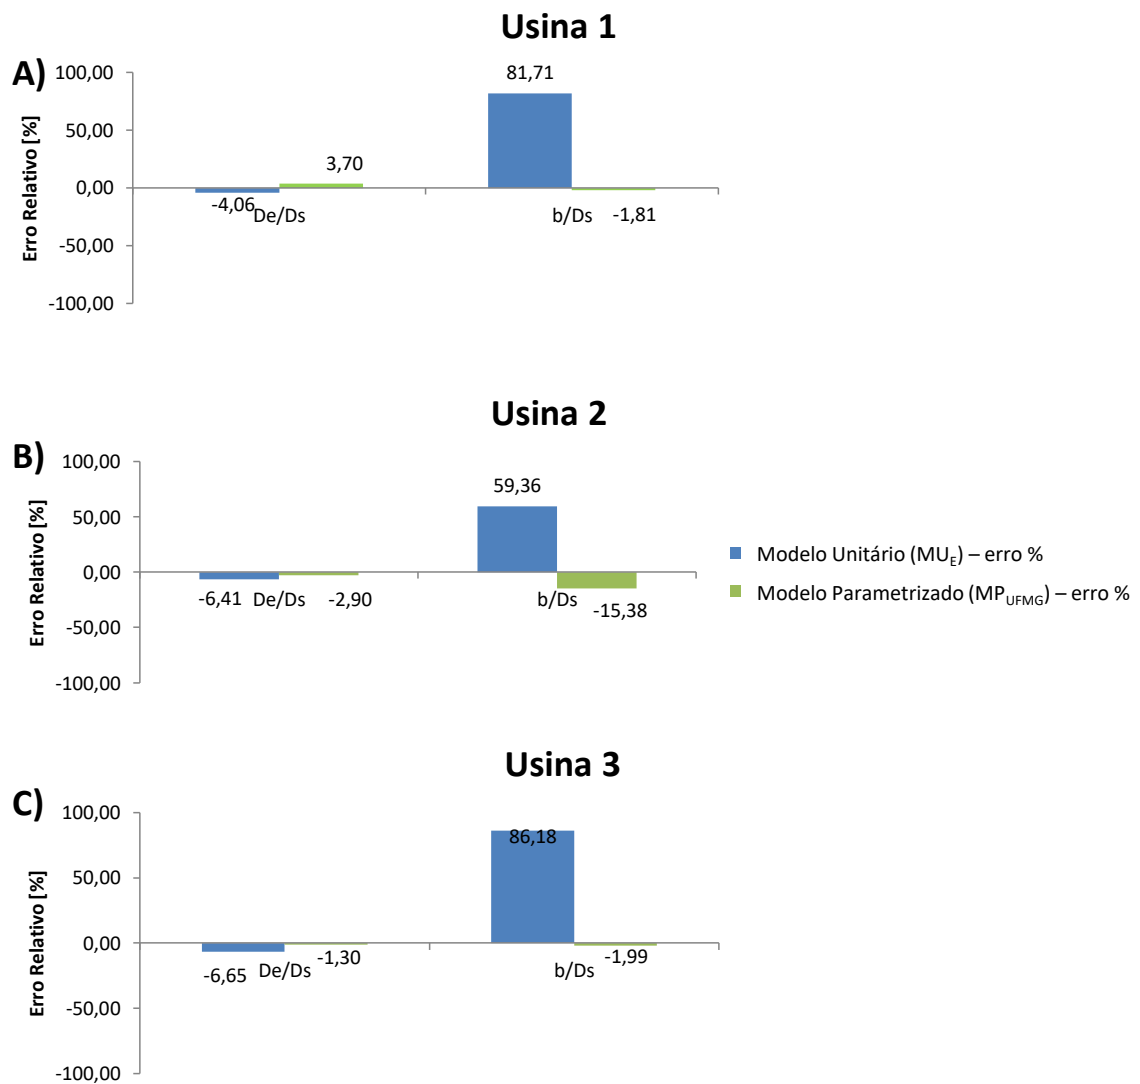 Usina 1
A)
Erro Relativo [%]
100,00
50,00
0,00
-50,00
-100,00
81,71
3,70
-4,06
De/Ds
b/Ds
-1,81
Usina 2
B)
Erro Relativo [%]
100,00
50,00
0,00
-50,00
-100,00
59,36
-6,41
De/Ds
-2,90
b/Ds
-15,38
Modelo Unitário (MUE) – erro %
Modelo Parametrizado (MPUFMG) – erro %
Usina 3
C)
Erro Relativo [%]
100,00
50,00
0,00
-50,00
-100,00
86,18
-6,65
De/Ds
-1,30
b/Ds
-1,99